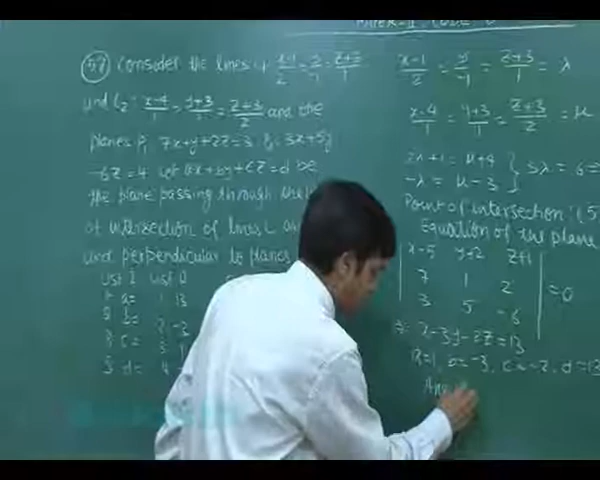 57 Consider the lines L1 x-1/2 = y/-1 = z+3/1
and L2: x-4/1 = y+3/1 = z+3/2 and the
planes P1 7x+y+2z=3 P2 = 3x+5y
-6z=4 Let ax+by+cz=d be
the plane passing through the
of intersection of lines L
and perpendicular to planes
List I List II
a= 1 13
b= 2 -3
c= 3
d= 4
x-1/2 = y/-1 = z+3/1 = λ
x-4/1 = y+3/1 = z+3/2 = μ
2λ+1 = μ+4
-λ = μ-3 } 3λ = 6
Point of intersection (5
Equation of the plane
x-5 y+2 z+1
7 1 2 = 0
3 5 -6
⇒ x-3y-2z=13
a=1, b=-3, c=-2, d=13
Ans